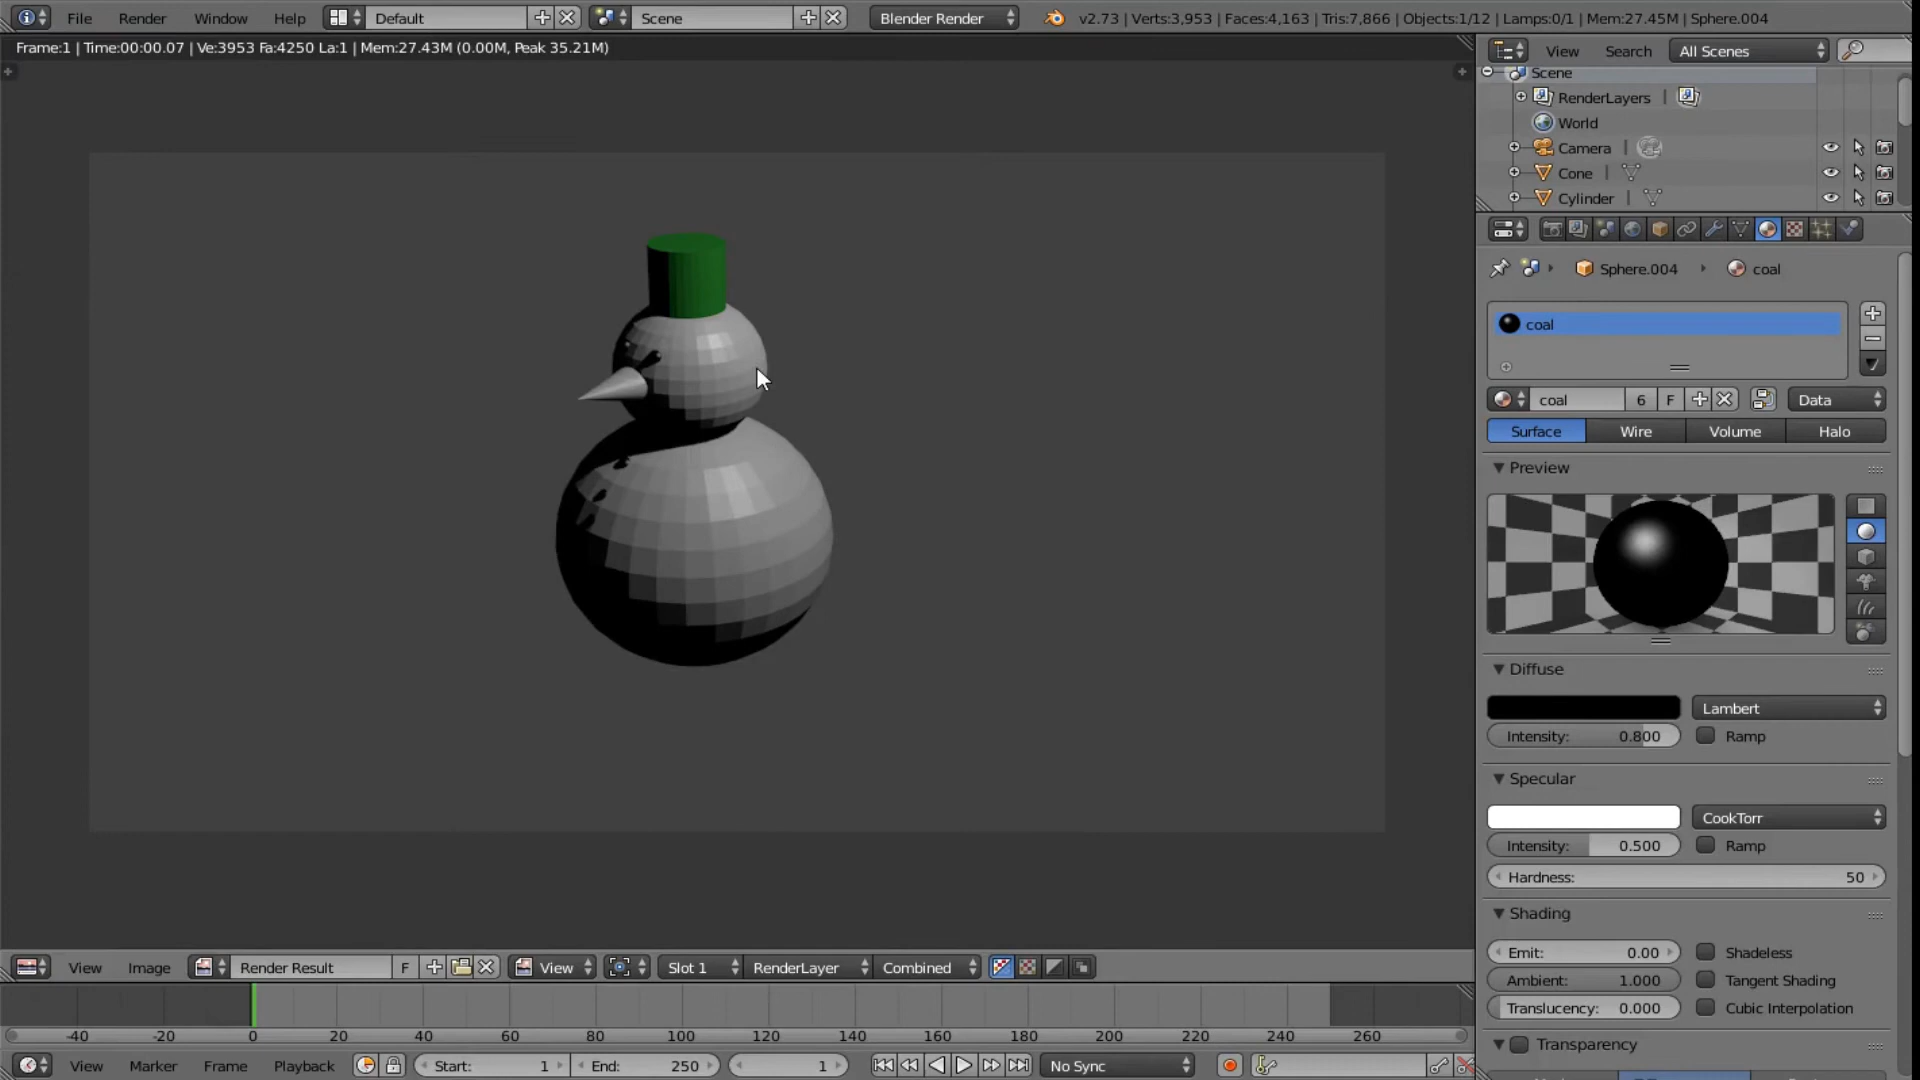 File Render Window Help Default Scene Blender Render v2.73 | Verts:3,953 | Faces:4,163 | Tris:7,866 | Objects:1/12 | Lamps:0/1 | Mem:27.45M | Sphere.004
Frame:1 | Time:00:00.07 | Ve:3953 Fa:4250 La:1 | Mem:27.43M (0.00M, Peak 35.21M)
View Search All Scenes
Scene
RenderLayers |
World
Camera |
Cone |
Cylinder |
Sphere.004 coal
coal
coal 6 F Data
Surface Wire Volume Halo
Preview
Diffuse
Lambert
Intensity: 0.800 Ramp
Specular
CookTorr
Intensity: 0.500 Ramp
Hardness: 50
Shading
Emit: 0.00 Shadeless
Ambient: 1.000 Tangent Shading
Translucency: 0.000 Cubic Interpolation
Transparency
View Image Render Result F View Slot 1 RenderLayer Combined
-40 -20 0 20 40 60 80 100 120 140 160 180 200 220 240 260
View Marker Frame Playback Start: 1 End: 250 1 No Sync